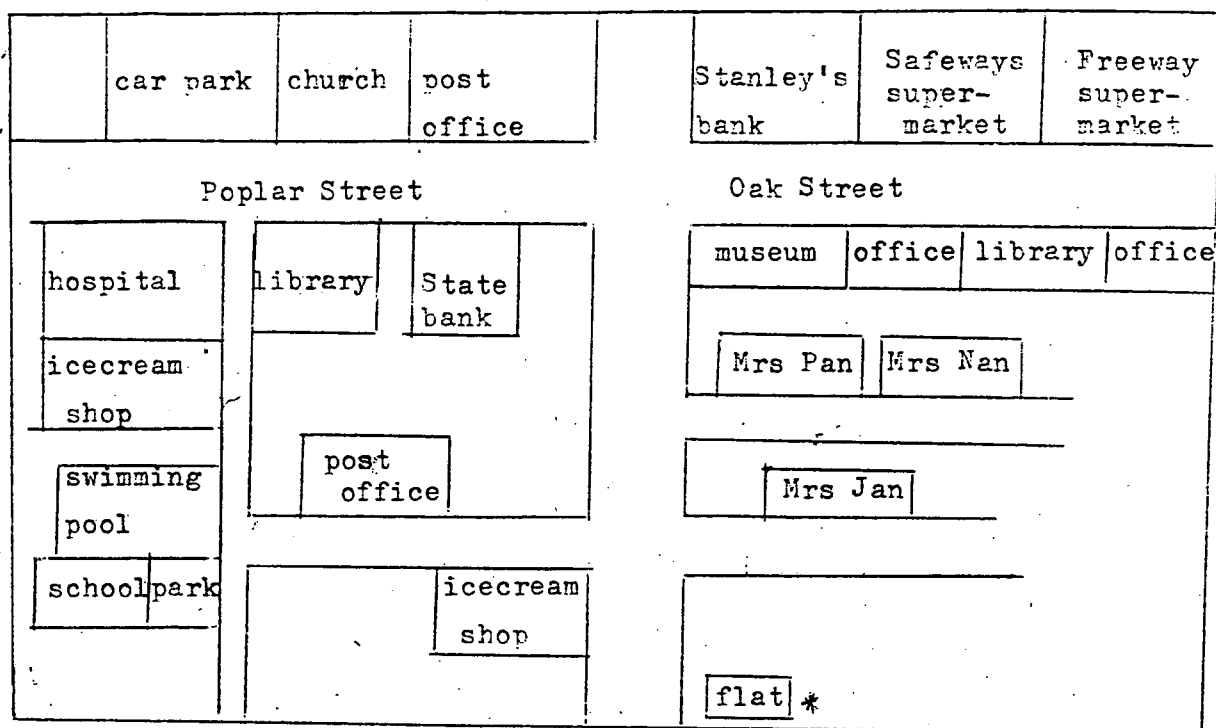 car park
church
post
office
Stanley's
bank
Safeways
super-
market
Freeway
super-
market
Poplar Street
Oak Street
hospital
library
State
bank
museum
office
library
office
icecream
shop
Mrs Pan
Mrs Nan
swimming
pool
post
office
Mrs Jan
school
park
icecream
shop
flat *